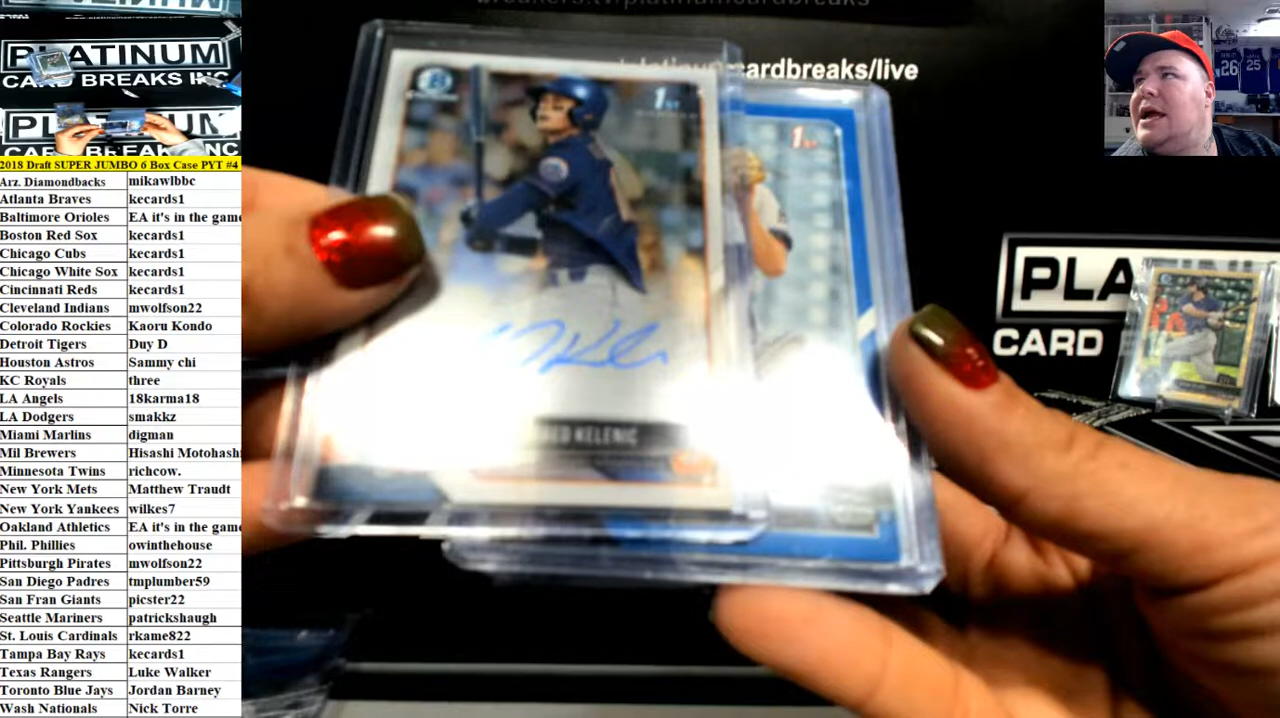 breakers.tv/platinumcardbreaks
cardbreaks/live
PLATINUM
CARD BREAKS INC
2018 Draft SUPER JUMBO 6 Box Case PYT #4
Arz. Diamondbacks mikawlbbc
Atlanta Braves kecards1
Baltimore Orioles EA it's in the game
Boston Red Sox kecards1
Chicago Cubs kecards1
Chicago White Sox kecards1
Cincinnati Reds kecards1
Cleveland Indians mwolfson22
Colorado Rockies Kaoru Kondo
Detroit Tigers Duy D
Houston Astros Sammy chi
KC Royals three
LA Angels 18karma18
LA Dodgers smakkz
Miami Marlins digman
Mil Brewers Hisashi Motohashi
Minnesota Twins richcow.
New York Mets Matthew Traudt
New York Yankees wilkes7
Oakland Athletics EA it's in the game
Phil. Phillies owinthehouse
Pittsburgh Pirates mwolfson22
San Diego Padres tmplumber59
San Fran Giants picster22
Seattle Mariners patrickshaugh
St. Louis Cardinals rkame822
Tampa Bay Rays kecards1
Texas Rangers Luke Walker
Toronto Blue Jays Jordan Barney
Wash Nationals Nick Torre
1st
1st
KELENIC
PLA
CARD
26
25